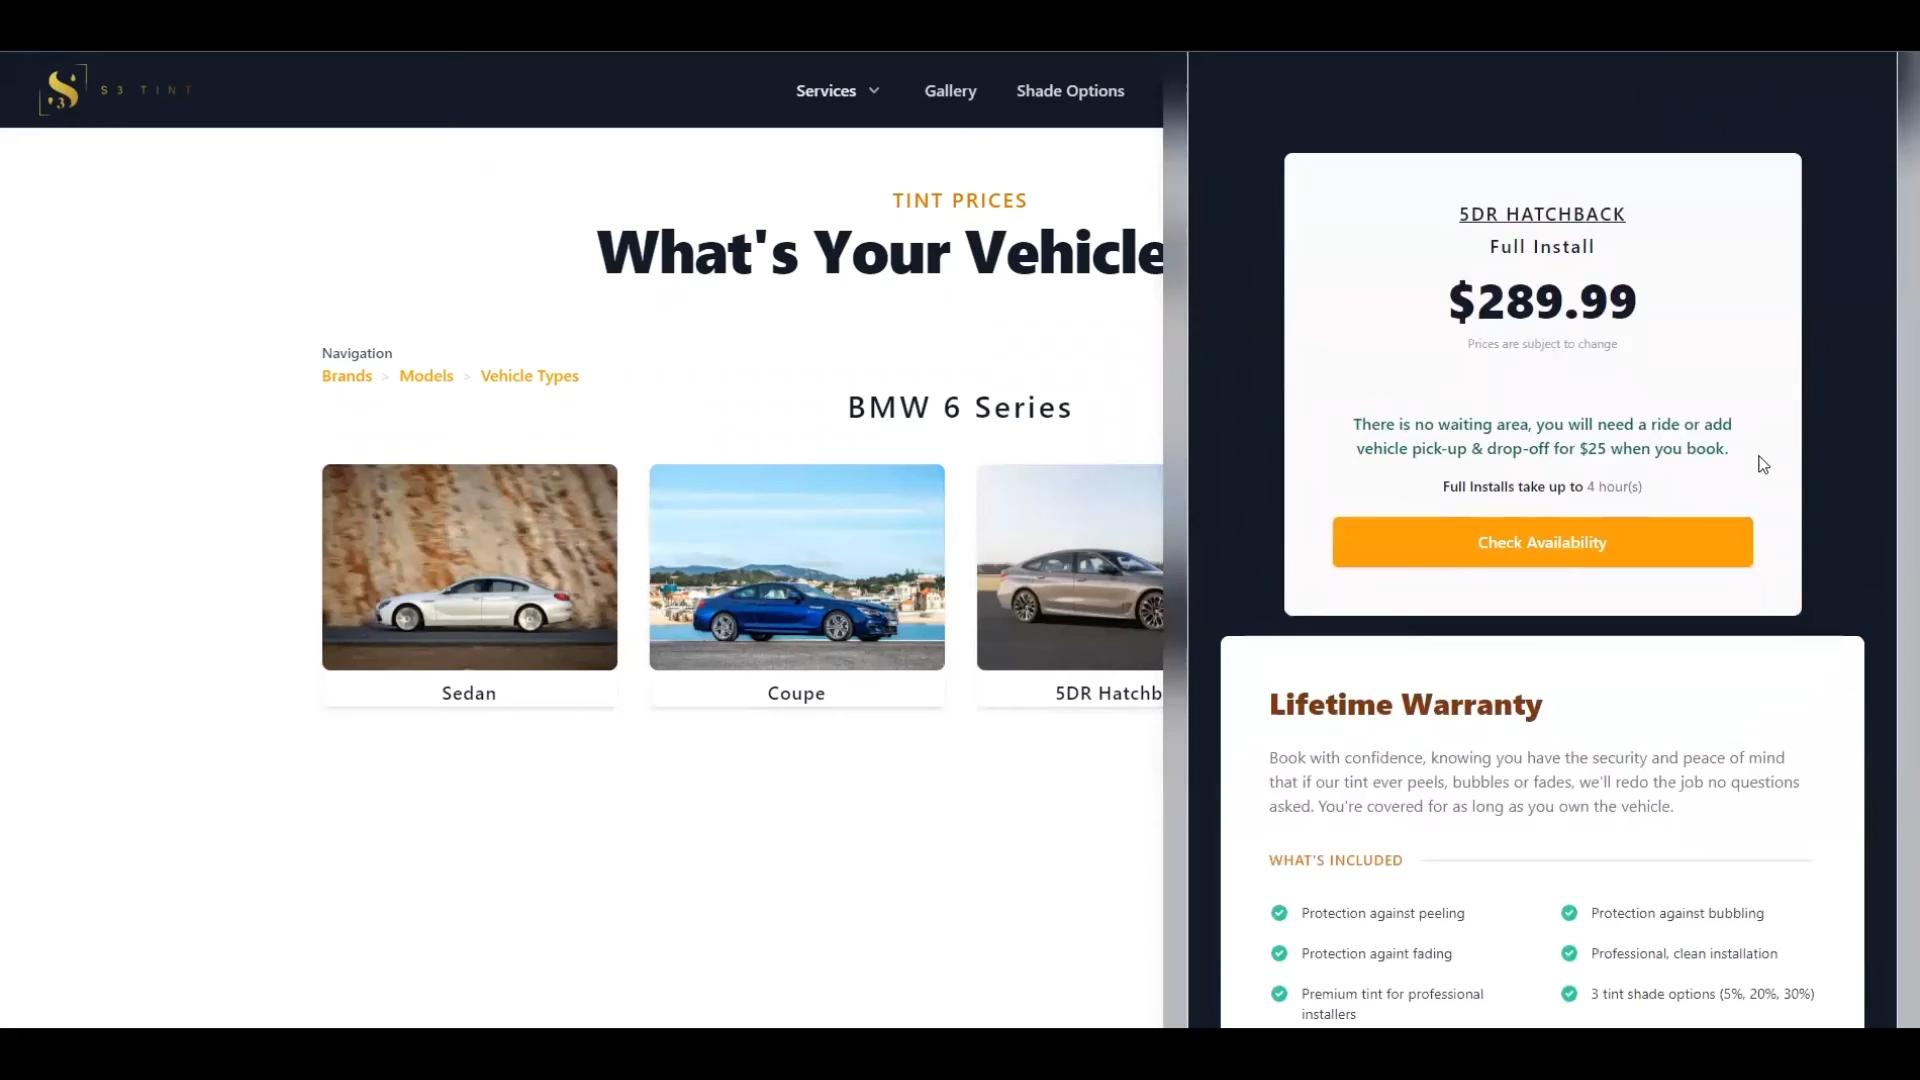 S3 TINT
Services
Gallery
Shade Options
TINT PRICES
What's Your Vehicle
Navigation
Brands > Models > Vehicle Types
BMW 6 Series
Sedan
Coupe
5DR Hatchb
5DR HATCHBACK
Full Install
$289.99
Prices are subject to change
There is no waiting area, you will need a ride or add
vehicle pick-up & drop-off for $25 when you book.
Full Installs take up to 4 hour(s)
Check Availability
Lifetime Warranty
Book with confidence, knowing you have the security and peace of mind
that if our tint ever peels, bubbles or fades, we'll redo the job no questions
asked. You're covered for as long as you own the vehicle.
WHAT'S INCLUDED
Protection against peeling
Protection against bubbling
Protection againt fading
Professional, clean installation
Premium tint for professional
installers
3 tint shade options (5%, 20%, 30%)